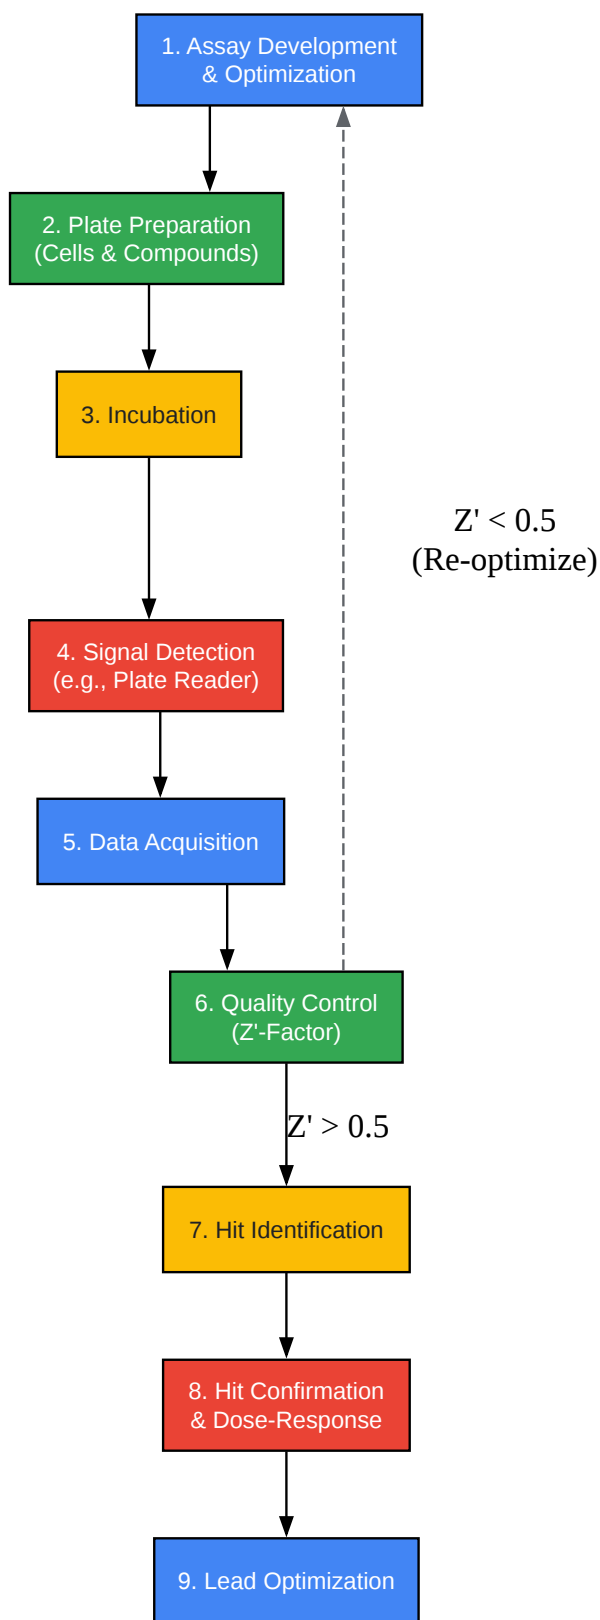 1. Assay Development
& Optimization
2. Plate Preparation
(Cells & Compounds)
3. Incubation
Z' < 0.5
(Re-optimize)
4. Signal Detection
(e.g., Plate Reader)
5. Data Acquisition
6. Quality Control
(Z'-Factor)
Z' > 0.5
7. Hit Identification
8. Hit Confirmation
& Dose-Response
9. Lead Optimization